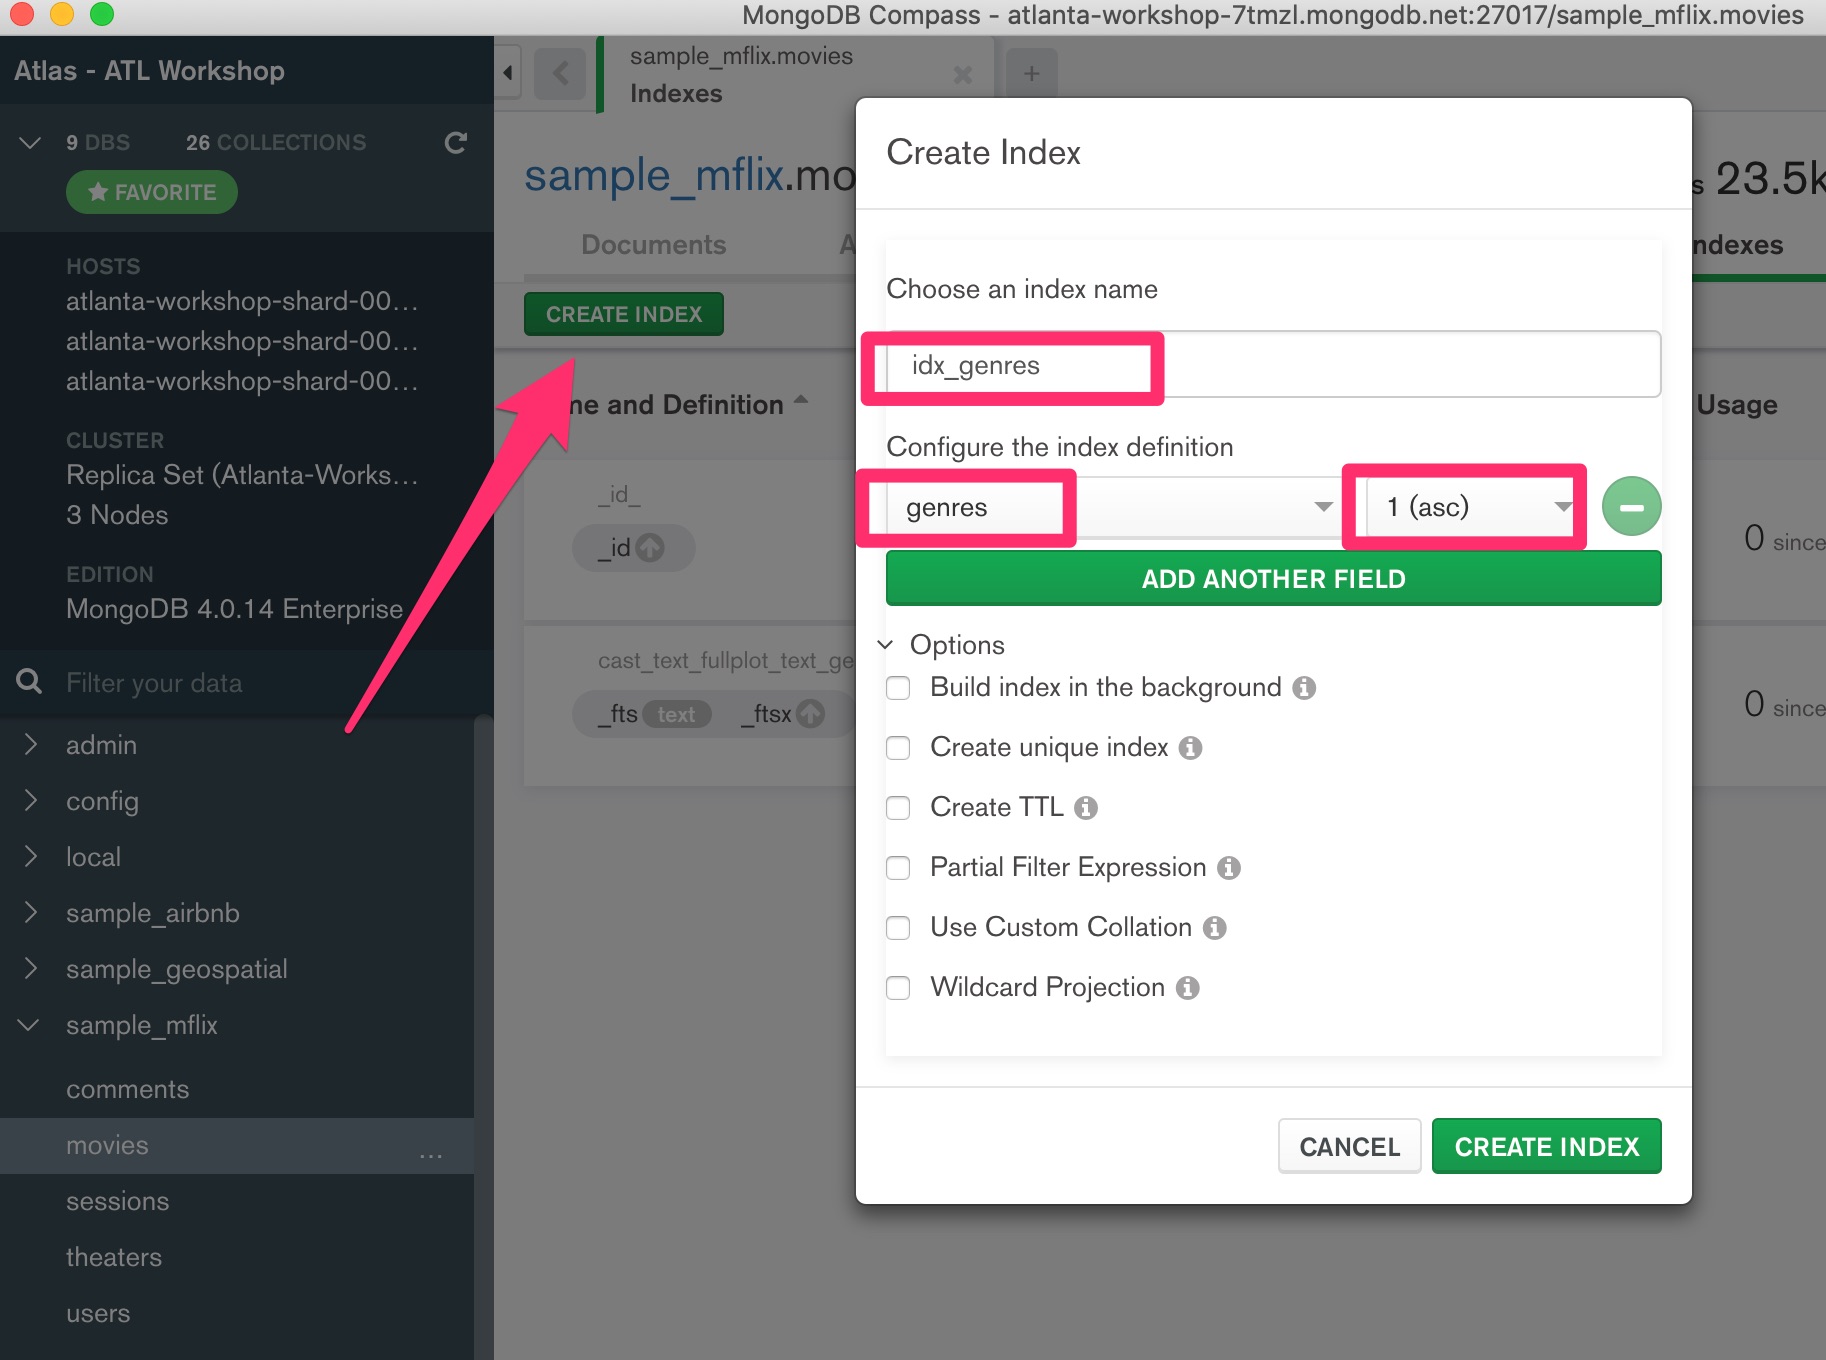 MongoDB Compass - atlanta-workshop-7tmzl.mongodb.net:27017/sample_mflix.movies
Atlas - ATL Workshop
9 DBS 26 COLLECTIONS
FAVORITE
HOSTS
atlanta-workshop-shard-00...
atlanta-workshop-shard-00...
atlanta-workshop-shard-00...
CLUSTER
Replica Set (Atlanta-Works...
3 Nodes
EDITION
MongoDB 4.0.14 Enterprise
Filter your data
admin
config
local
sample_airbnb
sample_geospatial
sample_mflix
comments
movies ...
sessions
theaters
users
sample_mflix.movies
Indexes
sample_mflix.mo
s 23.5k
Documents A ndexes
CREATE INDEX
me and Definition Usage
_id_
_id
0 since
cast_text_fullplot_text_ge
_fts text _ftsx
0 since
Create Index
Choose an index name
idx_genres
Configure the index definition
genres 1 (asc)
ADD ANOTHER FIELD
Options
Build index in the background
Create unique index
Create TTL
Partial Filter Expression
Use Custom Collation
Wildcard Projection
CANCEL CREATE INDEX